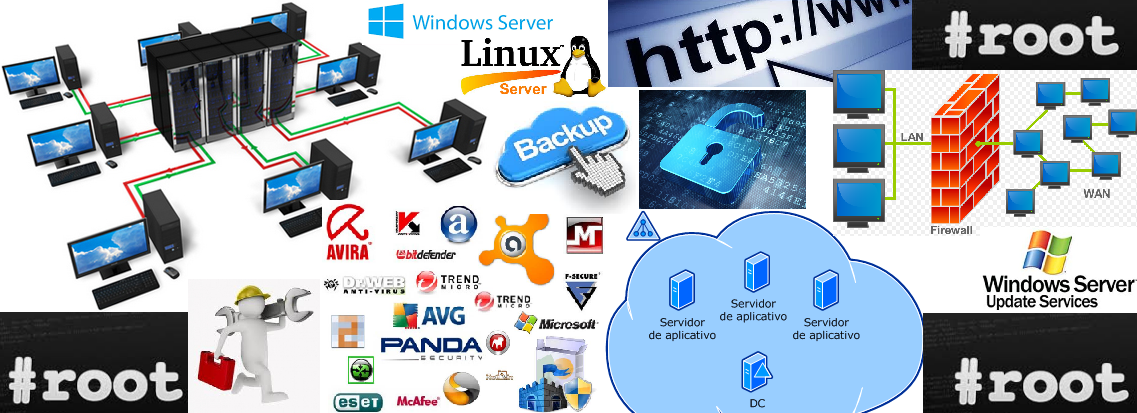 Windows Server
Linux
Server
http://www.
#root
Backup
LAN
WAN
Firewall
AVIRA
bitdefender
Dr.WEB
ANTI-VIRUS
TREND
MICRO
TREND
MICRO
F-SECURE
AVG
Microsoft
PANDA
SECURITY
eseT
McAfee
Servidor
de aplicativo
Servidor
de aplicativo
Servidor
de aplicativo
DC
Windows Server
Update Services
#root
#root